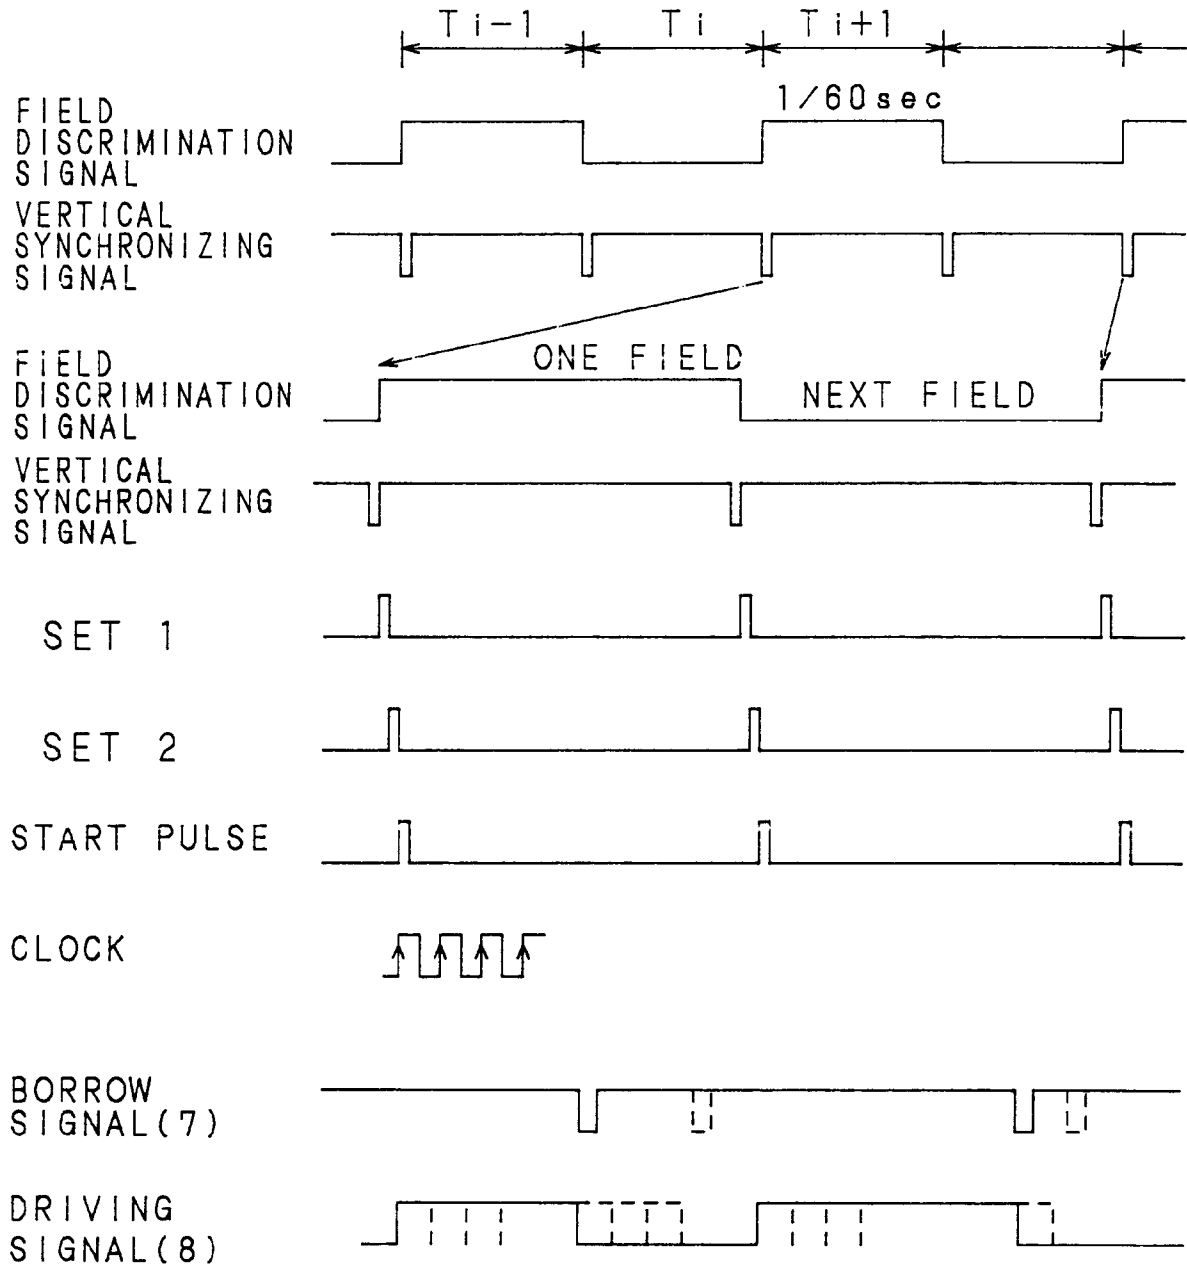 Ti-1 Ti Ti+1
1/60sec
FIELD
DISCRIMINATION
SIGNAL
VERTICAL
SYNCHRONIZING
SIGNAL
ONE FIELD
FIELD
DISCRIMINATION
SIGNAL
NEXT FIELD
VERTICAL
SYNCHRONIZING
SIGNAL
SET 1
SET 2
START PULSE
CLOCK
BORROW
SIGNAL(7)
DRIVING
SIGNAL(8)